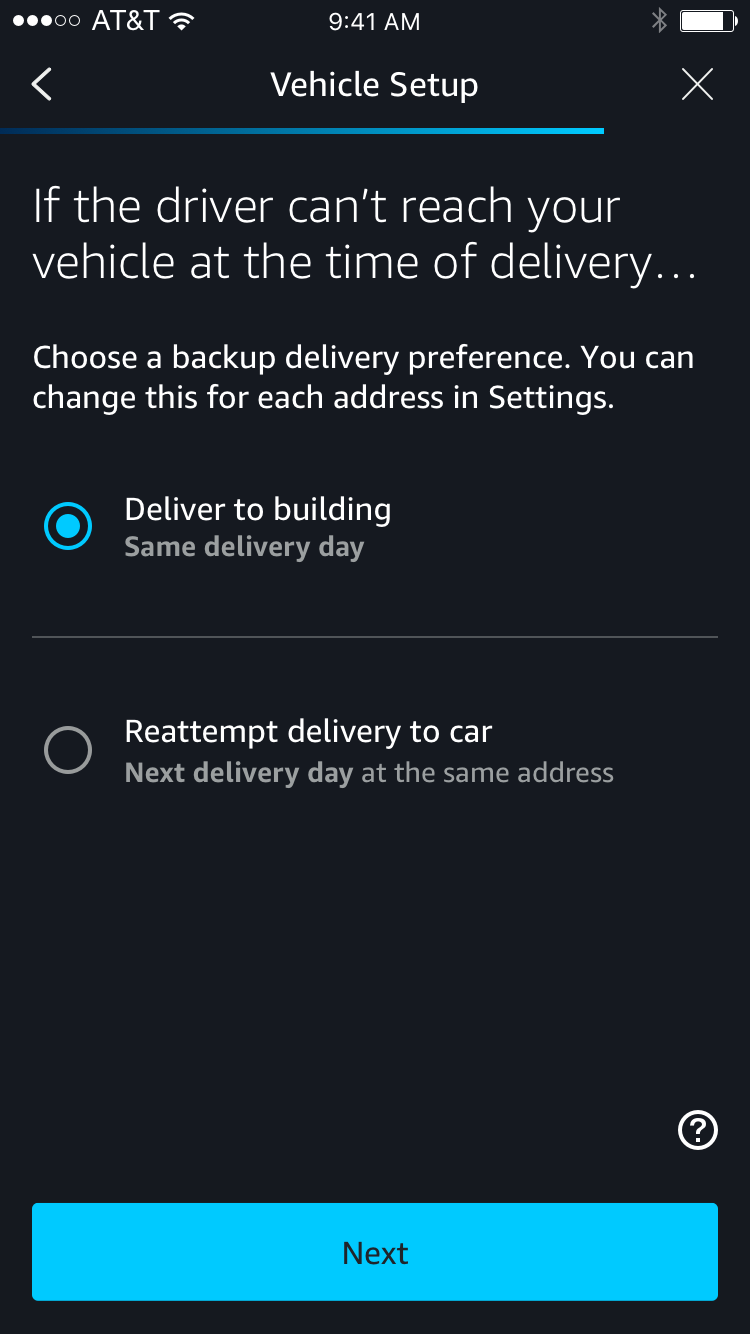 AT&T 9:41 AM
Vehicle Setup
If the driver can’t reach your
vehicle at the time of delivery…
Choose a backup delivery preference. You can
change this for each address in Settings.
Deliver to building
Same delivery day
Reattempt delivery to car
Next delivery day at the same address
?
Next